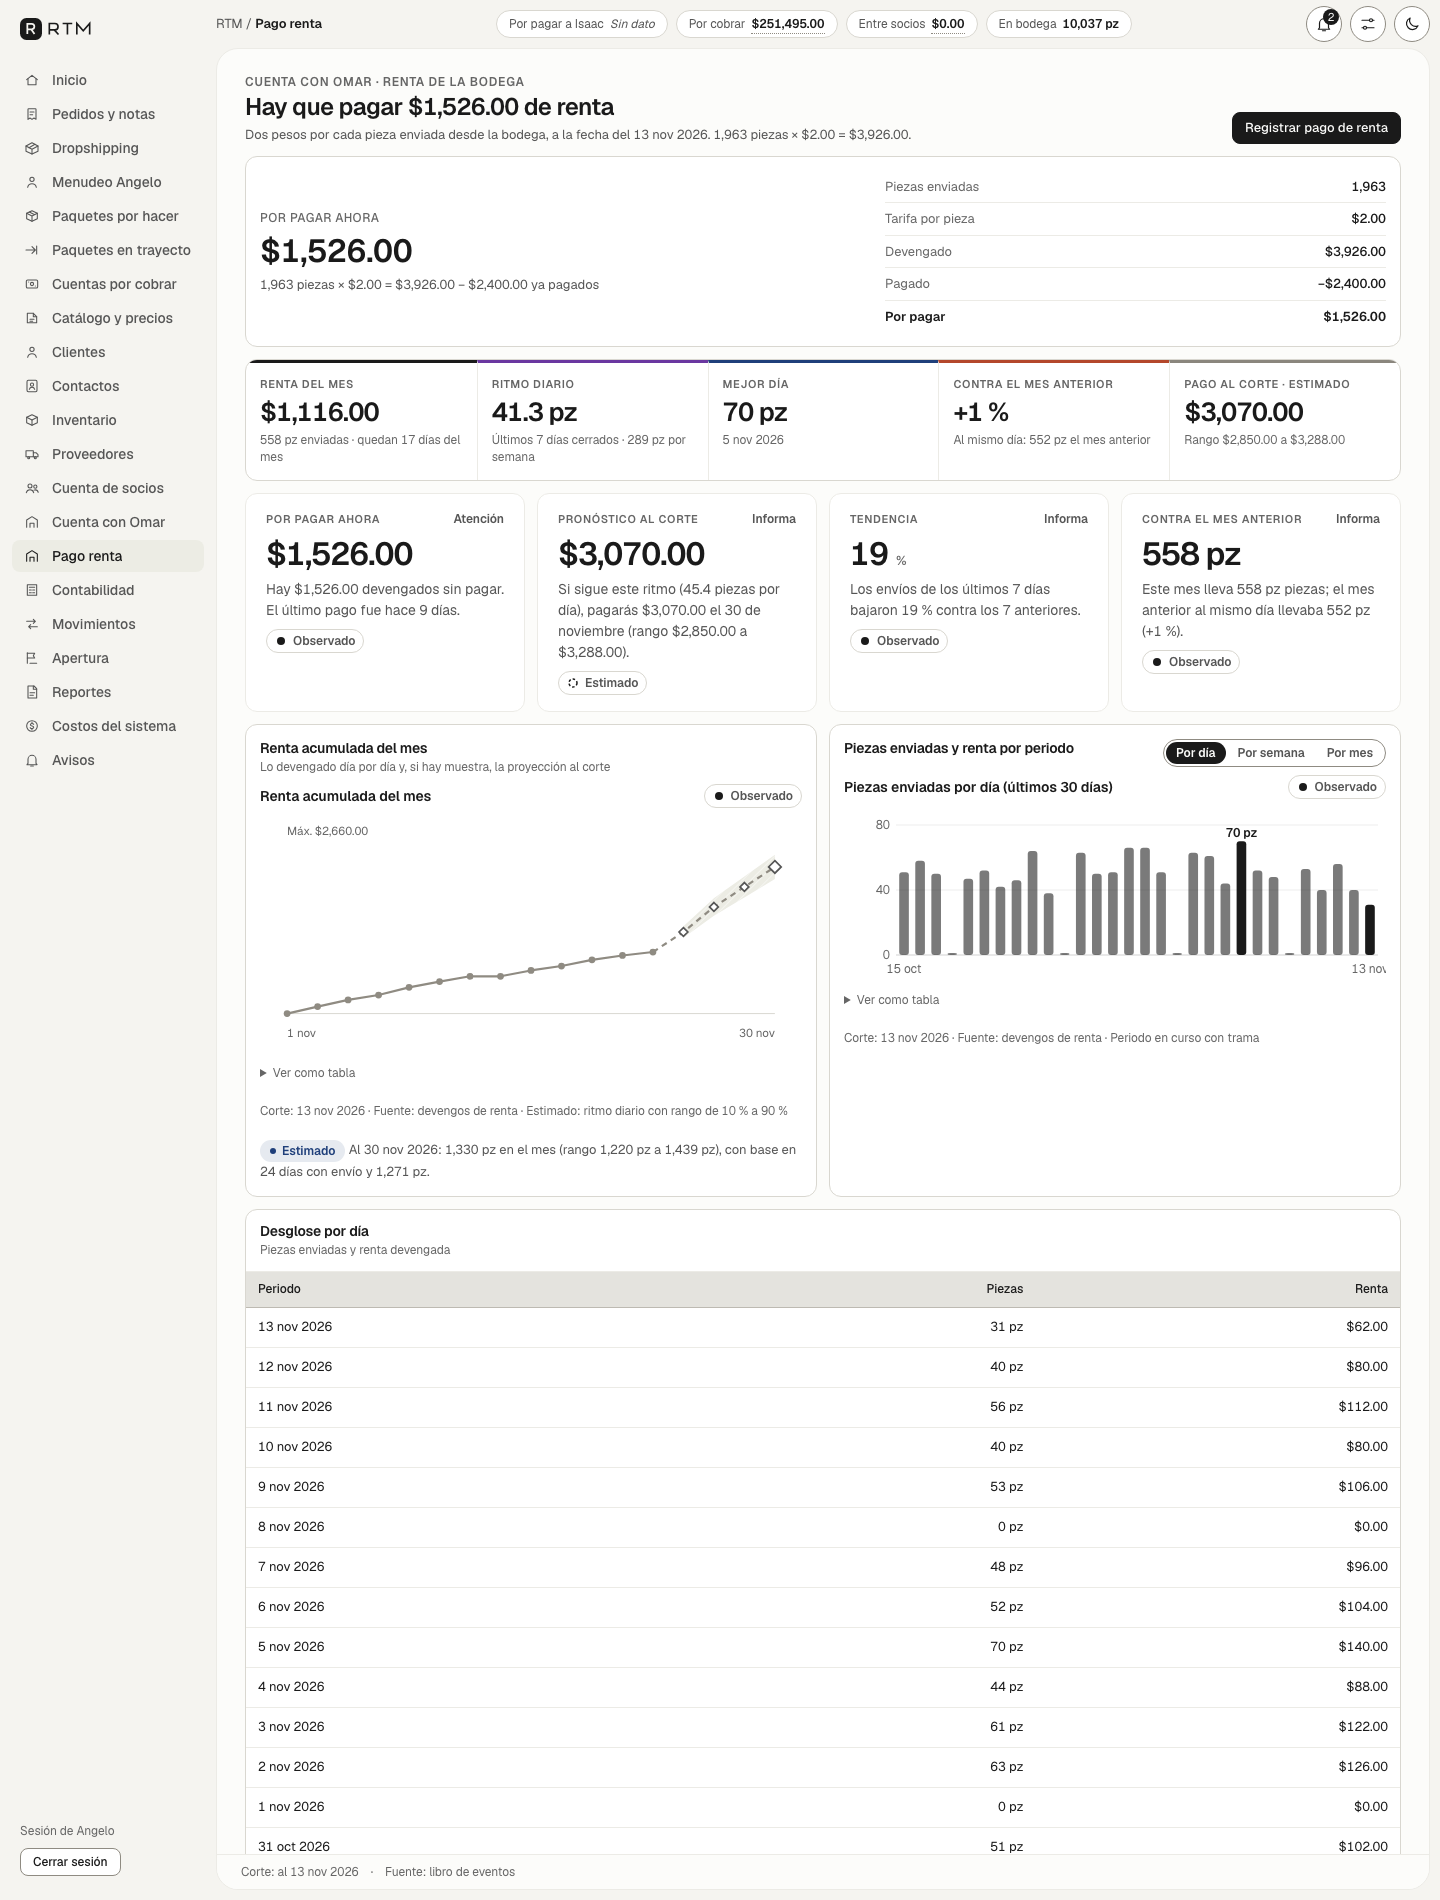 R RTM
RTM / Pago renta
Por pagar a Isaac Sin dato
Por cobrar $251,495.00
Entre socios $0.00
En bodega 10,037 pz
2
Inicio
Pedidos y notas
Dropshipping
Menudeo Angelo
Paquetes por hacer
Paquetes en trayecto
Cuentas por cobrar
Catálogo y precios
Clientes
Contactos
Inventario
Proveedores
Cuenta de socios
Cuenta con Omar
Pago renta
Contabilidad
Movimientos
Apertura
Reportes
Costos del sistema
Avisos
Sesión de Angelo
Cerrar sesión
CUENTA CON OMAR · RENTA DE LA BODEGA
Hay que pagar $1,526.00 de renta
Dos pesos por cada pieza enviada desde la bodega, a la fecha del 13 nov 2026. 1,963 piezas × $2.00 = $3,926.00.
Registrar pago de renta
POR PAGAR AHORA
$1,526.00
1,963 piezas × $2.00 = $3,926.00 − $2,400.00 ya pagados
Piezas enviadas 1,963
Tarifa por pieza $2.00
Devengado $3,926.00
Pagado −$2,400.00
Por pagar $1,526.00
RENTA DEL MES
$1,116.00
558 pz enviadas · quedan 17 dias del
mes
RITMO DIARIO
41.3 pz
Últimos 7 días cerrados · 289 pz por
semana
MEJOR DÍA
70 pz
5 nov 2026
CONTRA EL MES ANTERIOR
+1 %
Al mismo día: 552 pz el mes anterior
PAGO AL CORTE · ESTIMADO
$3,070.00
Rango $2,850.00 a $3,288.00
POR PAGAR AHORA Atención
$1,526.00
Hay $1,526.00 devengados sin pagar.
El último pago fue hace 9 días.
Observado
PRONÓSTICO AL CORTE Informa
$3,070.00
Si sigue este ritmo (45.4 piezas por
día), pagarás $3,070.00 el 30 de
noviembre (rango $2,850.00 a
$3,288.00).
Estimado
TENDENCIA Informa
19 %
Los envíos de los últimos 7 días
bajaron 19 % contra los 7 anteriores.
Observado
CONTRA EL MES ANTERIOR Informa
558 pz
Este mes lleva 558 pz piezas; el mes
anterior al mismo día llevaba 552 pz
(+1 %).
Observado
Renta acumulada del mes
Lo devengado día por día y, si hay muestra, la proyección al corte
Renta acumulada del mes Observado
Máx. $2,660.00
1 nov 30 nov
▶ Ver como tabla
Corte: 13 nov 2026 · Fuente: devengos de renta · Estimado: ritmo diario con rango de 10 % a 90 %
Estimado Al 30 nov 2026: 1,330 pz en el mes (rango 1,220 pz a 1,439 pz), con base en
24 días con envío y 1,271 pz.
Piezas enviadas y renta por periodo
Por día Por semana Por mes
Piezas enviadas por día (últimos 30 días) Observado
80
70 pz
40
0
15 oct 13 nov
▶ Ver como tabla
Corte: 13 nov 2026 · Fuente: devengos de renta · Periodo en curso con trama
Desglose por día
Piezas enviadas y renta devengada
Periodo Piezas Renta
13 nov 2026 31 pz $62.00
12 nov 2026 40 pz $80.00
11 nov 2026 56 pz $112.00
10 nov 2026 40 pz $80.00
9 nov 2026 53 pz $106.00
8 nov 2026 0 pz $0.00
7 nov 2026 48 pz $96.00
6 nov 2026 52 pz $104.00
5 nov 2026 70 pz $140.00
4 nov 2026 44 pz $88.00
3 nov 2026 61 pz $122.00
2 nov 2026 63 pz $126.00
1 nov 2026 0 pz $0.00
31 oct 2026 51 pz $102.00
Corte: al 13 nov 2026 · Fuente: libro de eventos